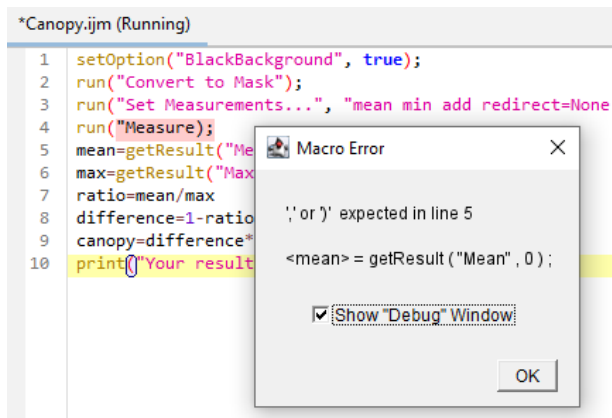 *Canopy.ijm (Running)
1 setOption("BlackBackground", true);
2 run("Convert to Mask");
3 run("Set Measurements...", "mean min add redirect=None
4 run("Measure);
5 mean=getResult("Me
6 max=getResult("Max
7 ratio=mean/max
8 difference=1-ratio
9 canopy=difference*
10 print("Your result
Macro Error
',' or ')' expected in line 5
<mean> = getResult ( "Mean" , 0 ) ;
Show "Debug" Window
OK